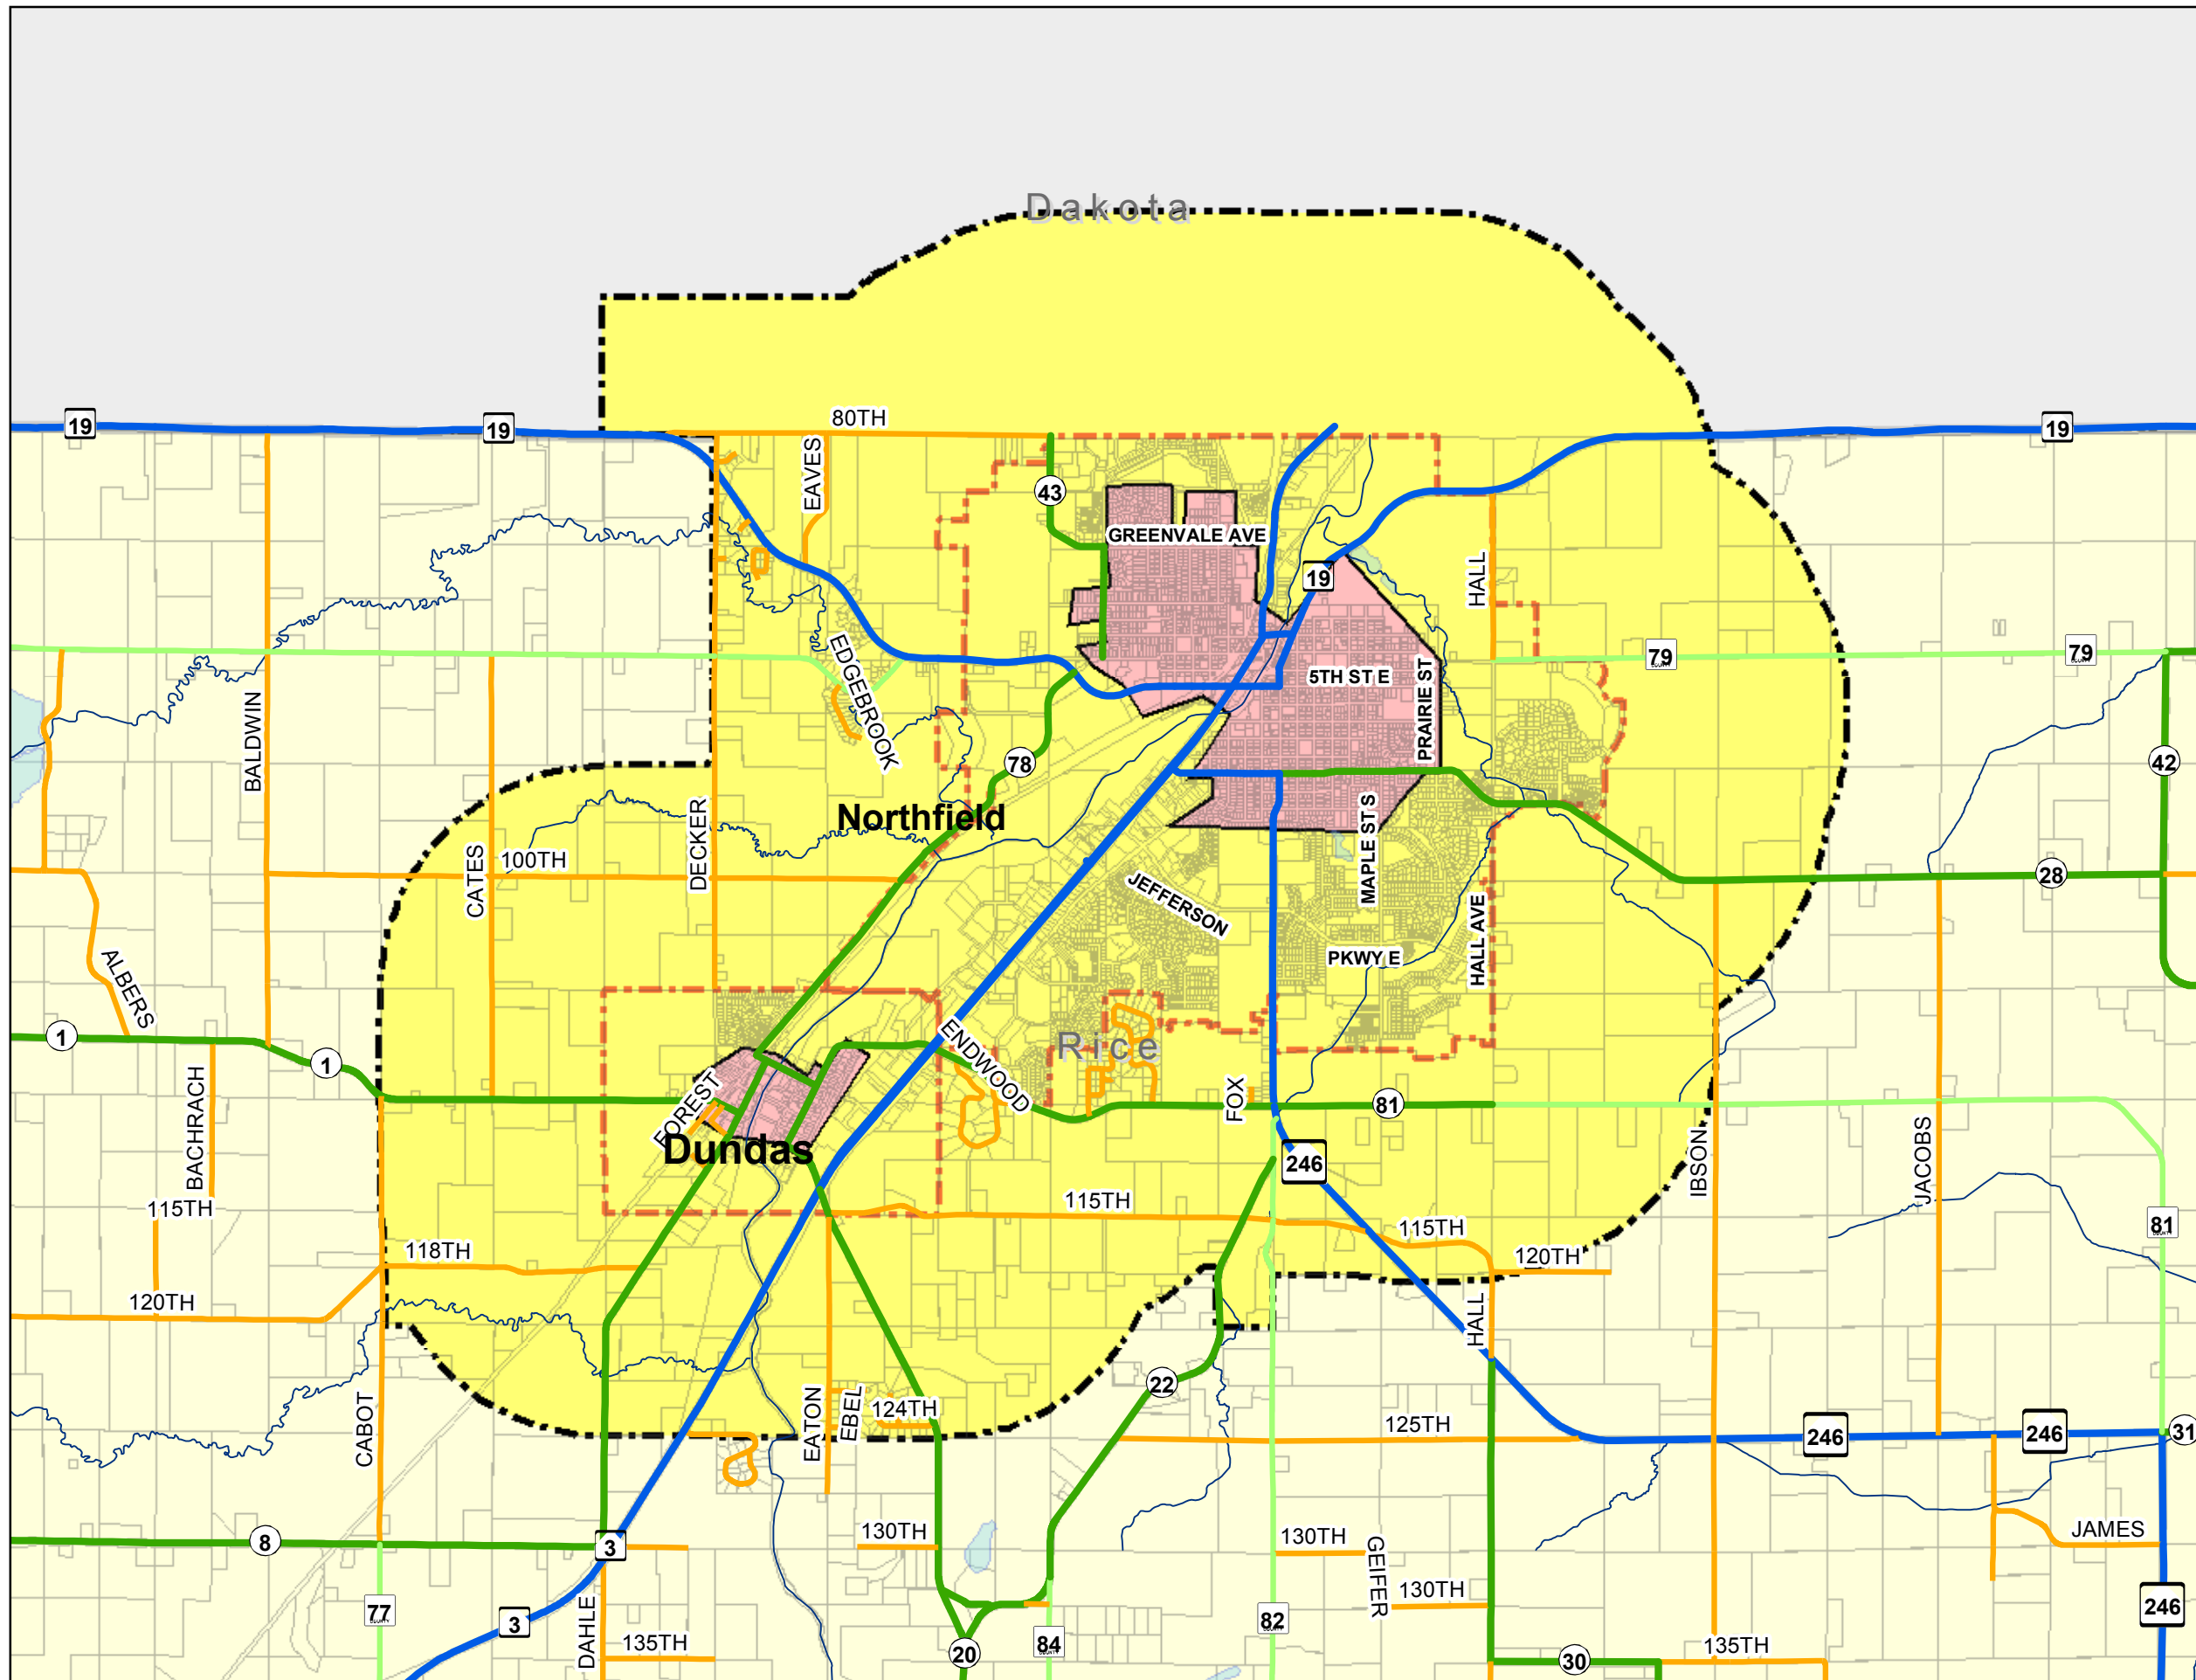 Dakota
19
19
80TH
19
EAVES
43
GREENVALE AVE
19
HALL
EDGEBROOK
79
79
5TH ST E
PRAIRIE ST
BALDWIN
78
42
Northfield
DECKER
MAPLE ST S
CATES
100TH
JEFFERSON
28
HALL AVE
PKWY E
ALBERS
1
1
ENDWOOD
Rice
BACHRACH
FOREST
FOX
81
Dundas
246
IBSON
JACOBS
115TH
115TH
115TH
81
118TH
120TH
120TH
HALL
CABOT
22
EATON
EBEL
124TH
125TH
246
246
31
8
3
130TH
130TH
GEIFER
JAMES
77
3
DAHLE
130TH
82
246
135TH
20
84
30
135TH